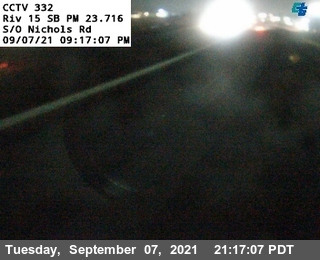 CCTV 332
Riv 15 SB PM 23.716
S/O Nichols Rd
09/07/21 09:17:07 PM
Tuesday, September 07, 2021 21:17:07 PDT